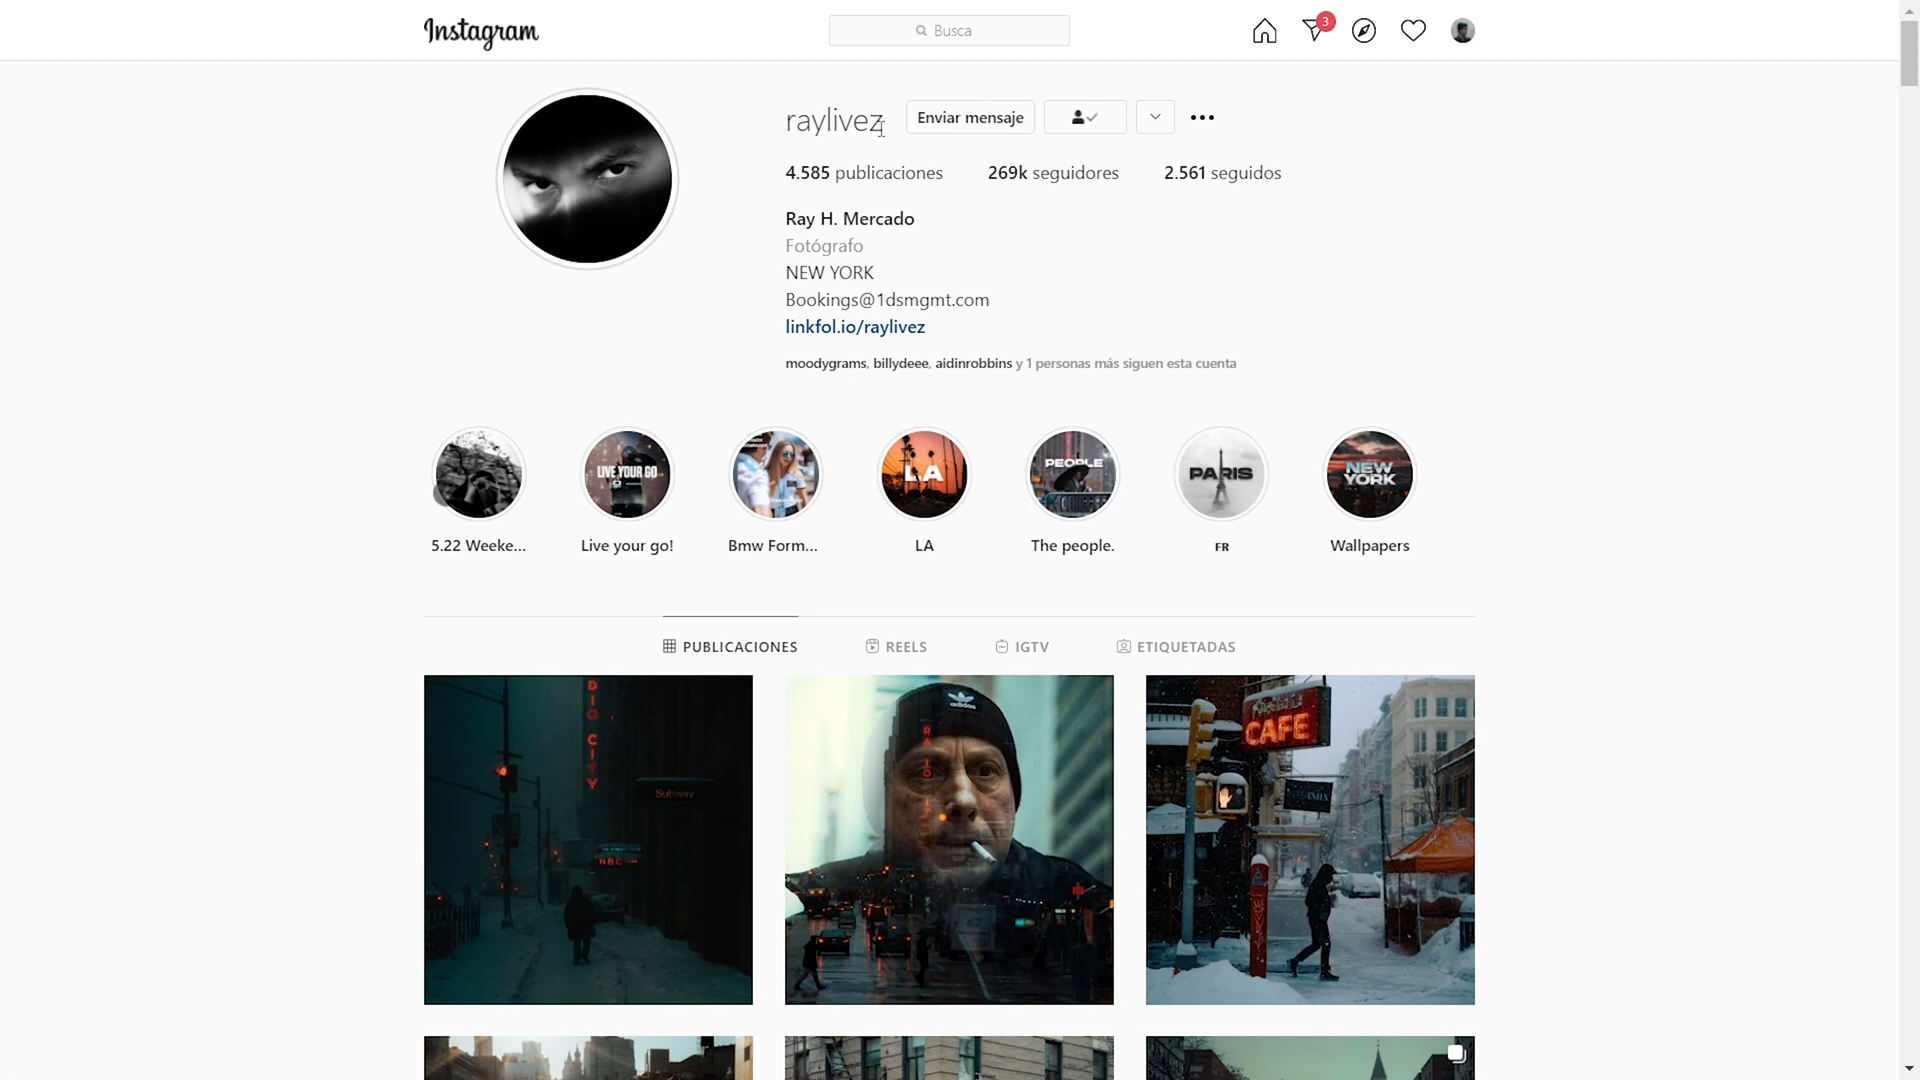 Instagram
Busca
3
raylivez
Enviar mensaje
4.585 publicaciones
269k seguidores
2.561 seguidos
Ray H. Mercado
Fotógrafo
NEW YORK
Bookings@1dsmgmt.com
linkfol.io/raylivez
moodygrams, billydeee, aidinrobbins y 1 personas más siguen esta cuenta
LIVE YOUR GO
LA
PEOPLE
PARIS
NEW
YORK
5.22 Weeke...
Live your go!
Bmw Form...
LA
The people.
FR
Wallpapers
PUBLICACIONES
REELS
IGTV
ETIQUETADAS
DIO CITY
Subway
NBC
adidas
CAFE